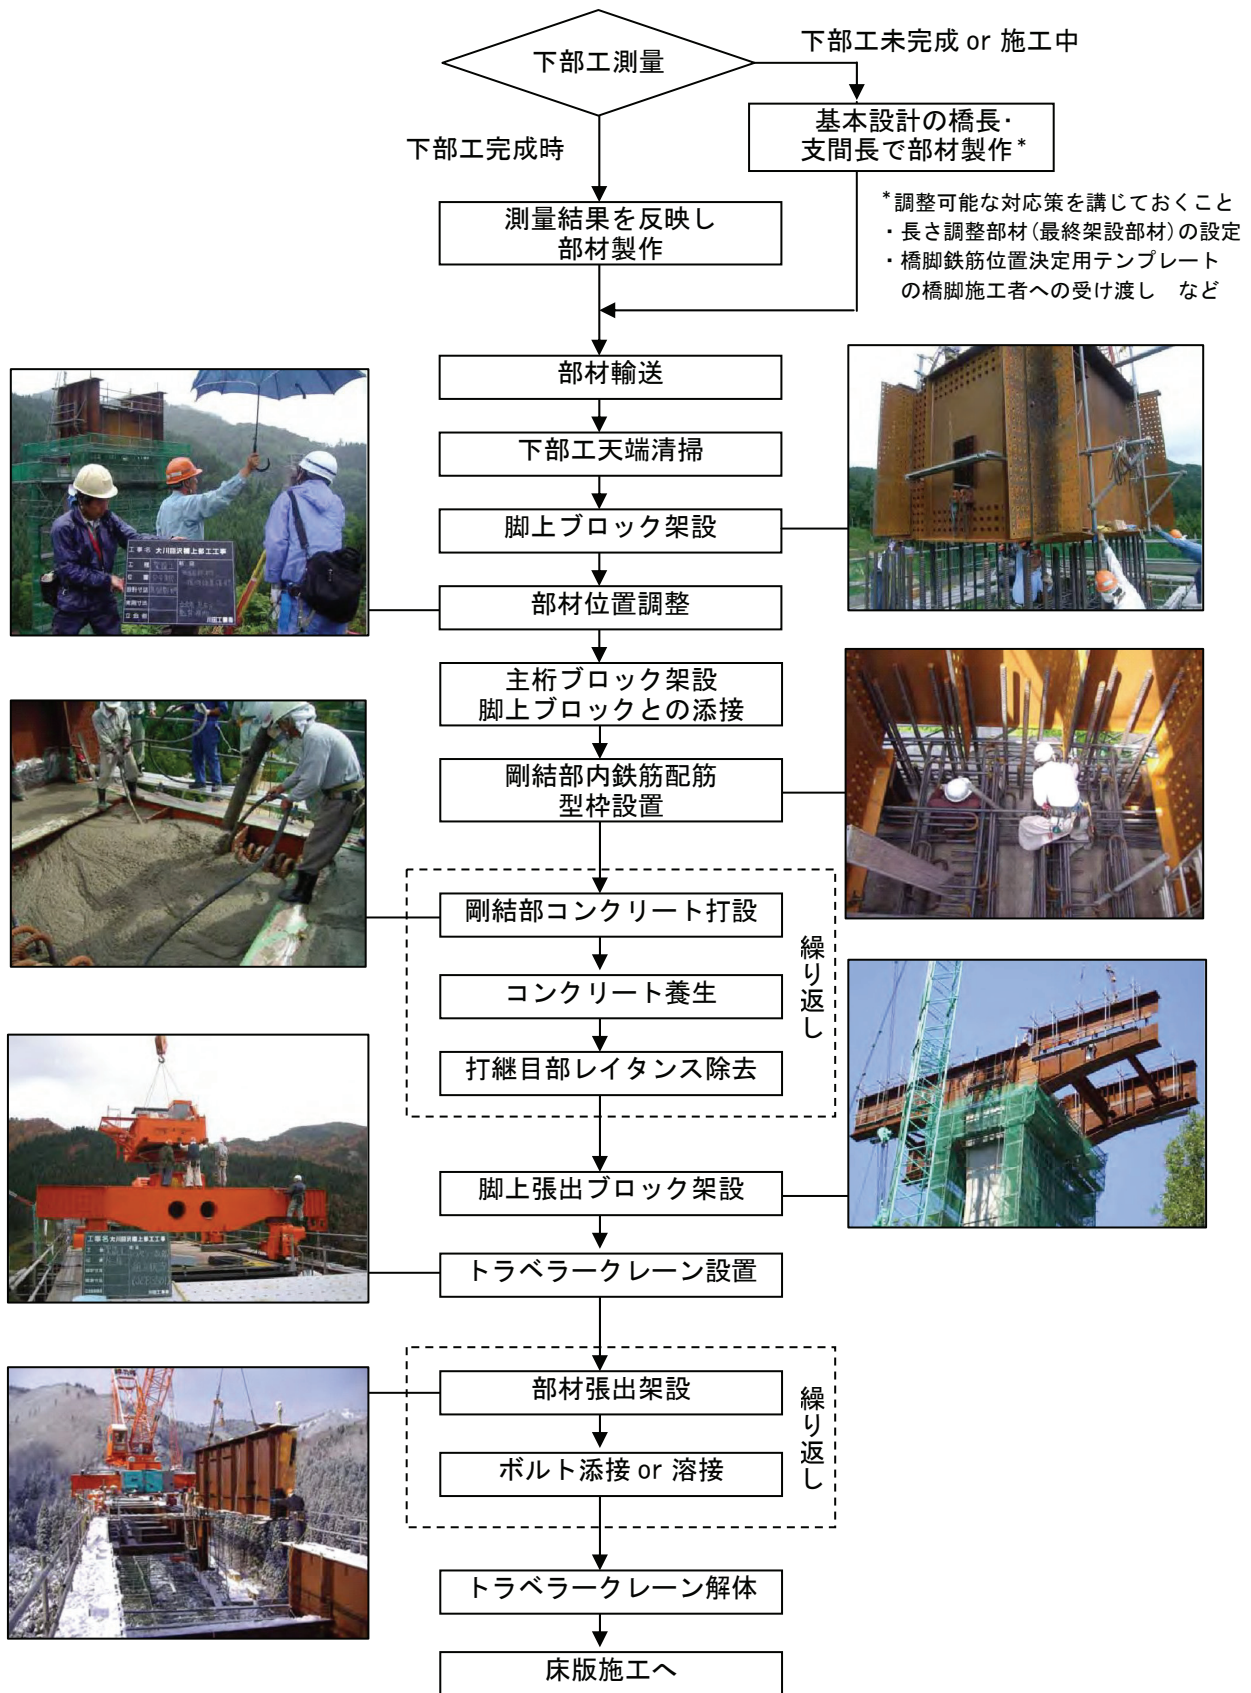 下部工測量
下部工未完成 or 施工中
基本設計の橋長・
支間長で部材製作*
下部工完成時
*調整可能な対応策を講じておくこと
・長さ調整部材(最終架設部材)の設定
・橋脚鉄筋位置決定用テンプレート
の橋脚施工者への受け渡し　など
測量結果を反映し
部材製作
部材輸送
下部工天端清掃
脚上ブロック架設
部材位置調整
工事名 大川目沢橋上部工工事
主桁ブロック架設
脚上ブロックとの添接
剛結部内鉄筋配筋
型枠設置
剛結部コンクリート打設
コンクリート養生
打継目部レイタンス除去
繰り返し
脚上張出ブロック架設
トラベラークレーン設置
部材張出架設
ボルト添接 or 溶接
繰り返し
トラベラークレーン解体
床版施工へ